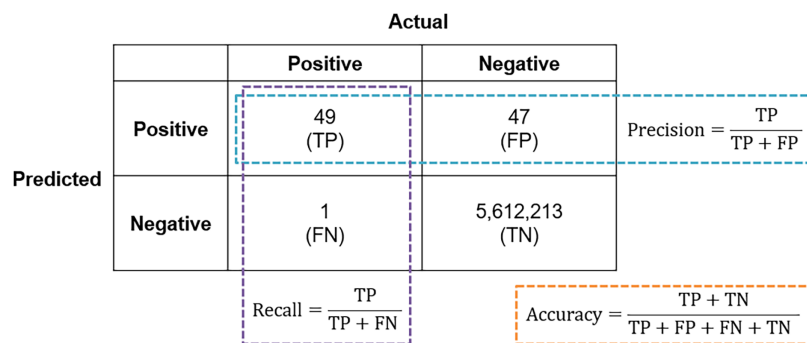 Actual
Positive Negative
Positive 49 47 Precision = TP / TP + FP
(TP) (FP)
Predicted
Negative 1 5,612,213
(FN) (TN)
Recall = TP / TP + FN Accuracy = TP + TN / TP + FP + FN + TN